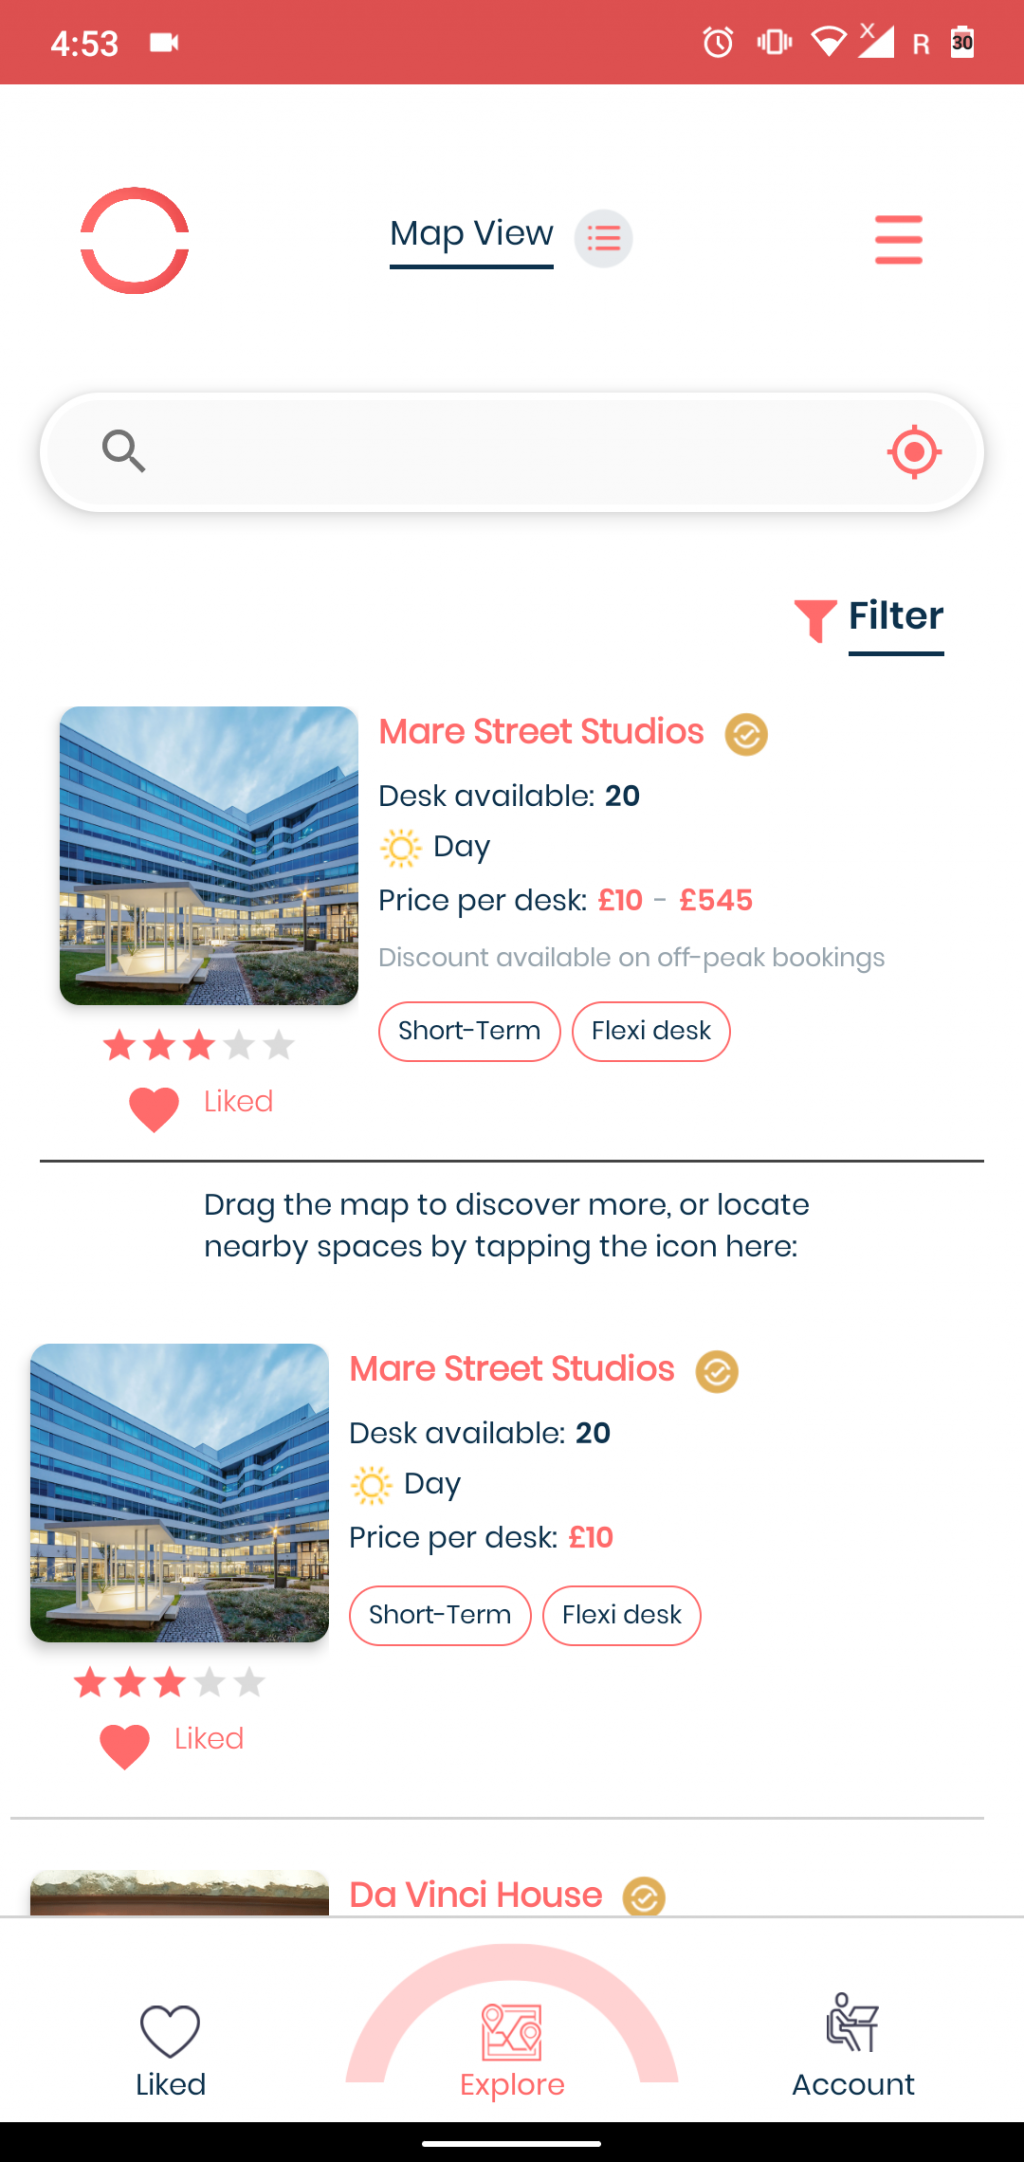 4:53
R
30
Map View
Filter
Mare Street Studios
Desk available: 20
Day
Price per desk: £10 - £545
Discount available on off-peak bookings
Short-Term
Flexi desk
Liked
Drag the map to discover more, or locate
nearby spaces by tapping the icon here:
Mare Street Studios
Desk available: 20
Day
Price per desk: £10
Short-Term
Flexi desk
Liked
Da Vinci House
Liked
Explore
Account